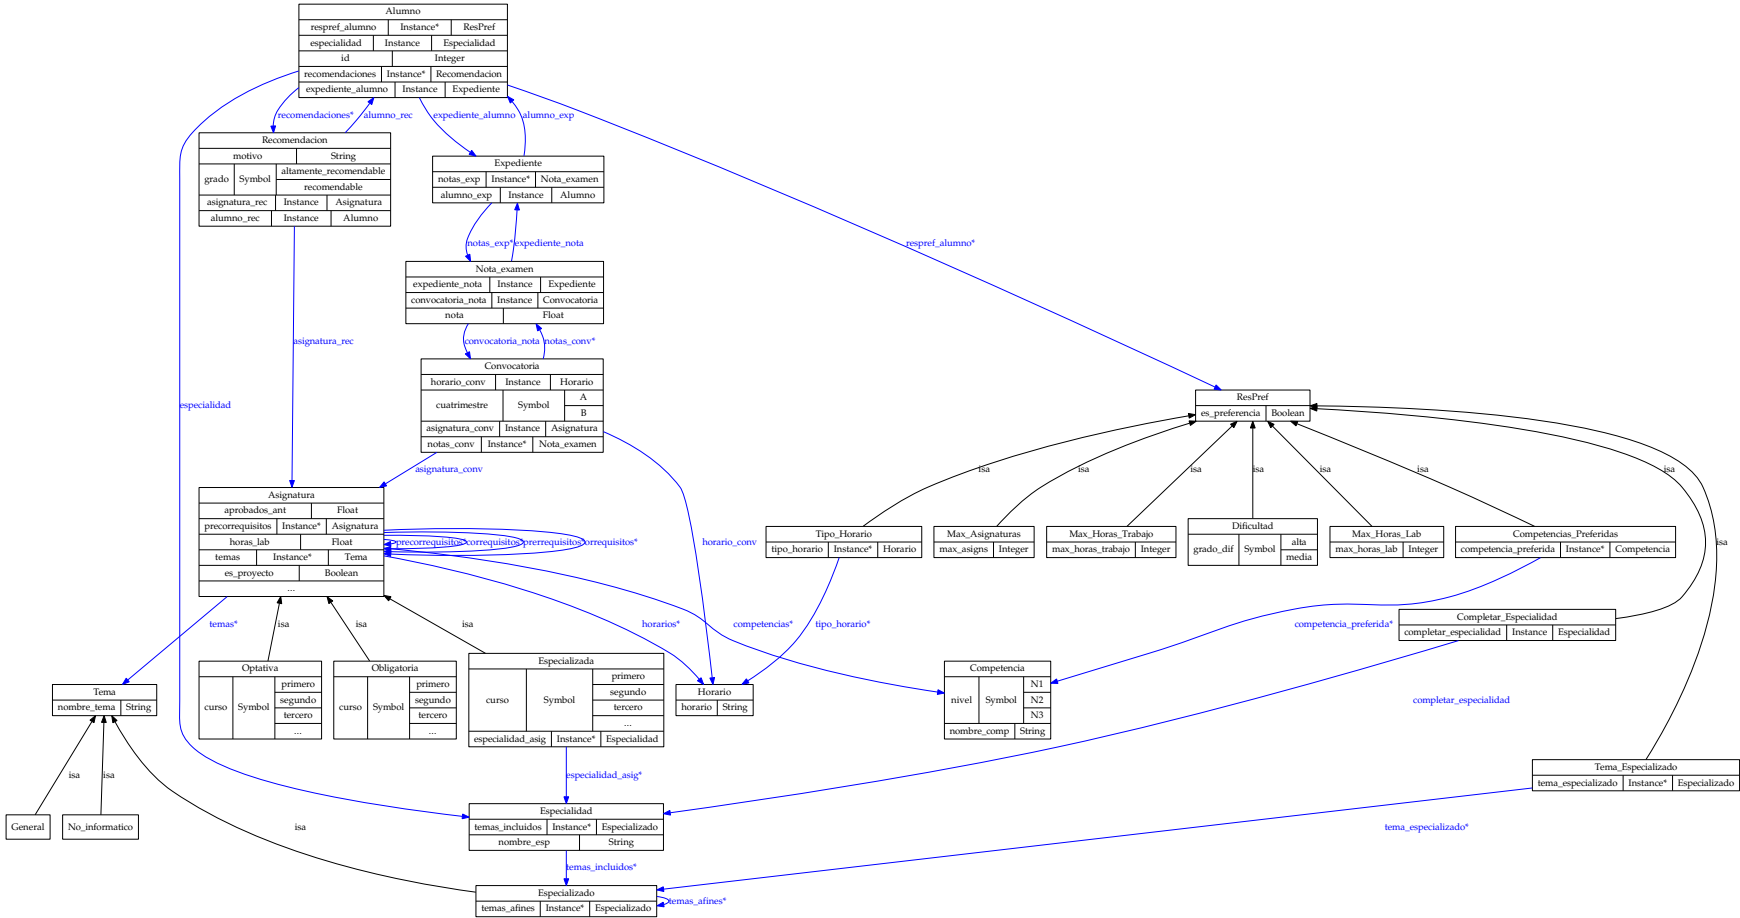 Alumno
respref_alumno Instance* ResPref
especialidad Instance Especialidad
id Integer
recomendaciones Instance* Recomendacion
expediente_alumno Instance Expediente
recomendaciones* alumno_rec expediente_alumno alumno_exp
Recomendacion
motivo String
grado Symbol altamente_recomendable
recomendable
asignatura_rec Instance Asignatura
alumno_rec Instance Alumno
Expediente
notas_exp Instance* Nota_examen
alumno_exp Instance Alumno
notas_exp* expediente_nota respref_alumno*
Nota_examen
expediente_nota Instance Expediente
convocatoria_nota Instance Convocatoria
nota Float
asignatura_rec convocatoria_nota notas_conv*
Convocatoria
horario_conv Instance Horario
cuatrimestre Symbol A
B
asignatura_conv Instance Asignatura
notas_conv Instance* Nota_examen
especialidad
ResPref
es_preferencia Boolean
asignatura_conv
isa isa isa isa isa isa isa
Asignatura
aprobados_ant Float
precorrequisitos Instance* Asignatura
horas_lab Float
temas Instance* Tema
es_proyecto Boolean
...
precorrequisitos* correquisitos* prerrequisitos* orrequisitos*
horario_conv
Tipo_Horario
tipo_horario Instance* Horario
Max_Asignaturas
max_asigns Integer
Max_Horas_Trabajo
max_horas_trabajo Integer
Dificultad
grado_dif Symbol alta
media
Max_Horas_Lab
max_horas_lab Integer
Competencias_Preferidas
competencia_preferida Instance* Competencia
isa
temas* isa isa isa horarios* competencias* tipo_horario* competencia_preferida*
Completar_Especialidad
completar_especialidad Instance Especialidad
Tema
nombre_tema String
Optativa
curso Symbol primero
segundo
tercero
...
Obligatoria
curso Symbol primero
segundo
tercero
...
Especializada
curso Symbol primero
segundo
tercero
...
especialidad_asig Instance* Especialidad
Horario
horario String
Competencia
nivel Symbol N1
N2
N3
nombre_comp String
completar_especialidad
isa isa especialidad_asig*
Tema_Especializado
tema_especializado Instance* Especializado
General
No_informatico
isa
Especialidad
temas_incluidos Instance* Especializado
nombre_esp String
tema_especializado*
temas_incluidos*
Especializado
temas_afines Instance* Especializado
temas_afines*